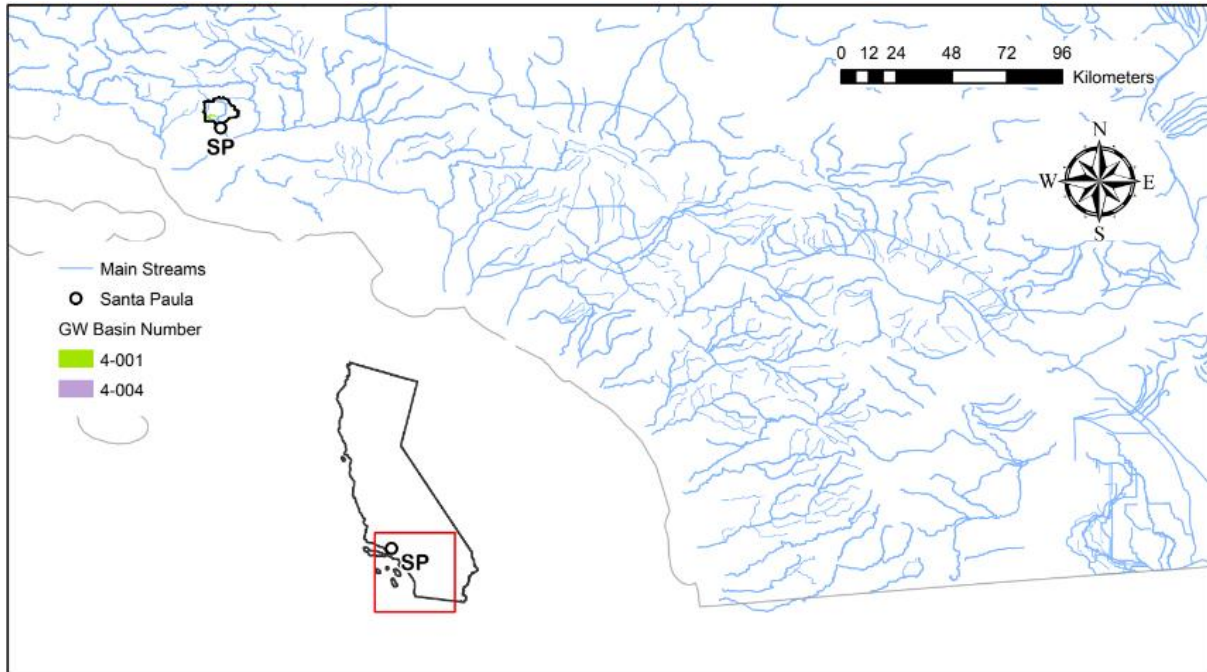 0 12 24 48 72 96
Kilometers
N
W E
S
SP
Main Streams
Santa Paula
GW Basin Number
4-001
4-004
SP